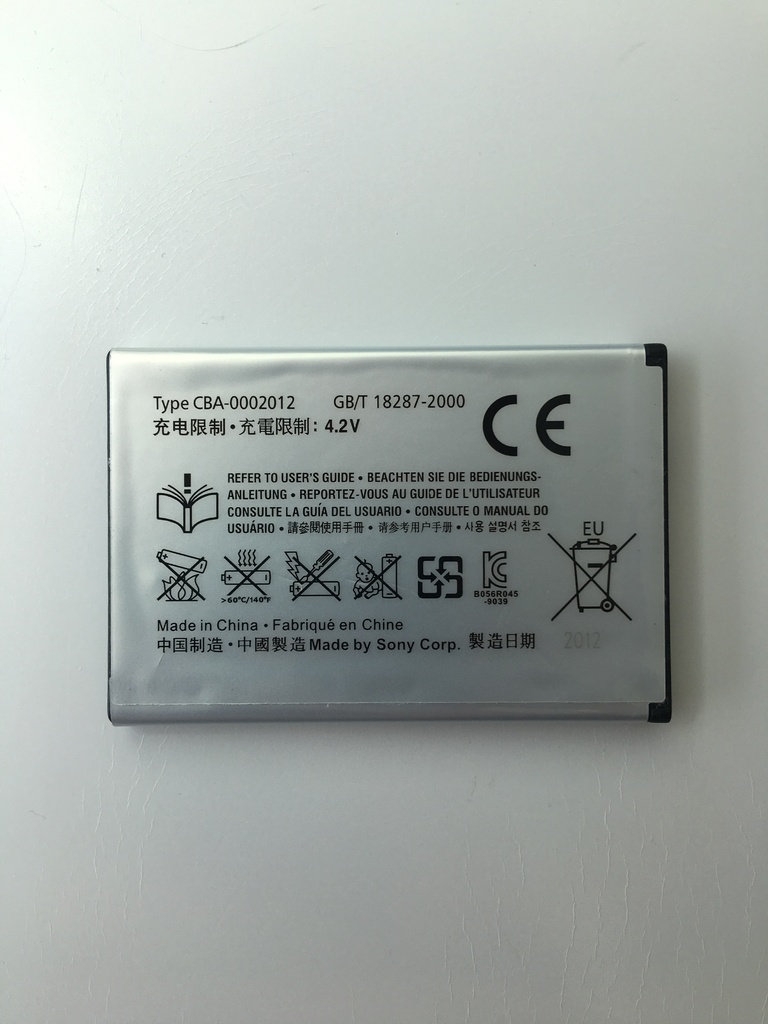 Type CBA-0002012 GB/T 18287-2000
充电限制・充電限制: 4.2V
CE
REFER TO USER'S GUIDE • BEACHTEN SIE DIE BEDIENUNGS-
ANLEITUNG • REPORTEZ-VOUS AU GUIDE DE L'UTILISATEUR
CONSULTE LA GUÍA DEL USUARIO • CONSULTE O MANUAL DO
USUÁRIO • 請參閱使用手冊 • 请参考用户手册 • 사용 설명서 참조
EU
>60°C/140°F
B056R045
-9039
Made in China • Fabriqué en Chine
中国制造・中國製造 Made by Sony Corp. 製造日期 2012